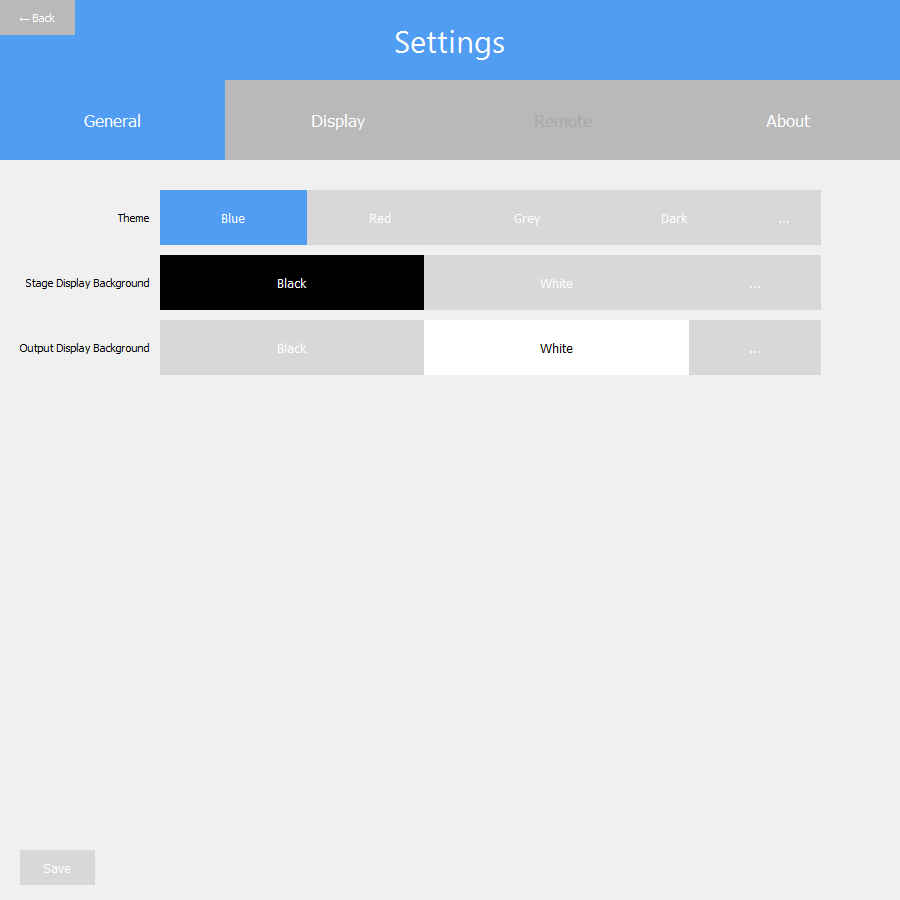 ←Back
Settings
General Display Remote About
Theme Blue Red Grey Dark ...
Stage Display Background Black White ...
Output Display Background Black White ...
Save